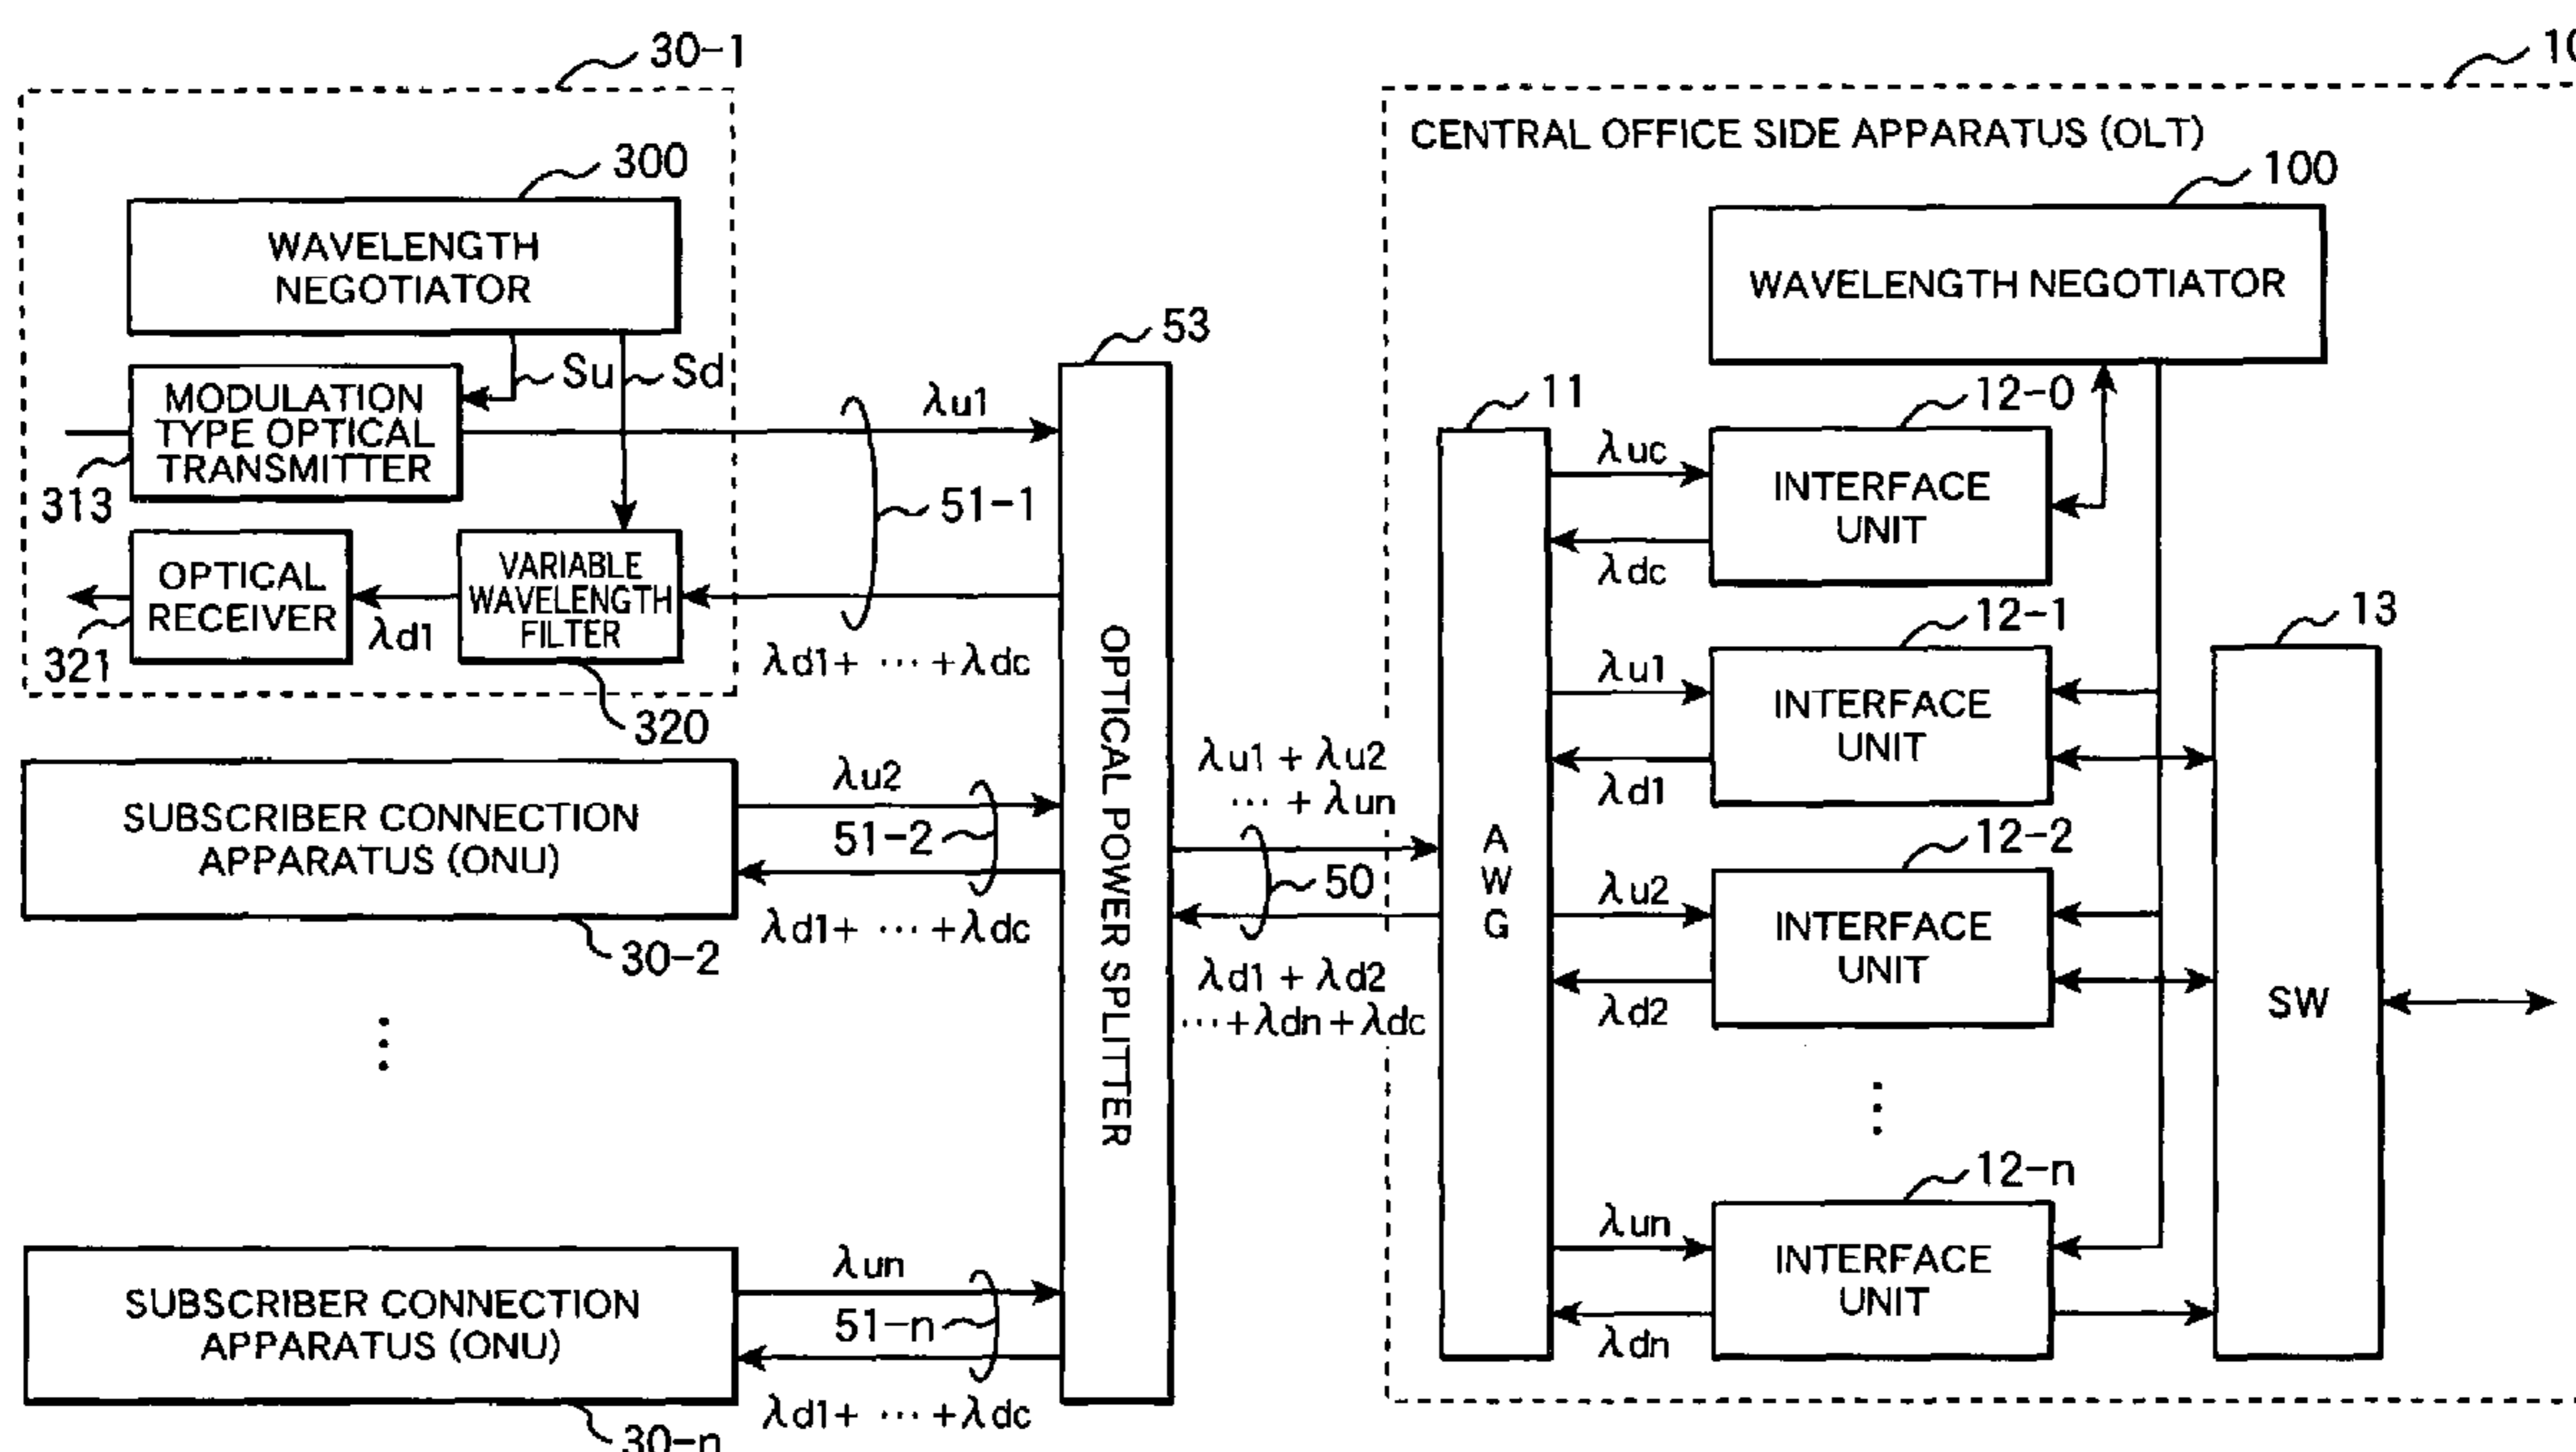 30-1
300
WAVELENGTH
NEGOTIATOR
Su
Sd
MODULATION
TYPE OPTICAL
TRANSMITTER
313
OPTICAL
RECEIVER
321
λd1
VARIABLE
WAVELENGTH
FILTER
320
λu1
51-1
λd1+ ··· +λdc
SUBSCRIBER CONNECTION
APPARATUS (ONU)
30-2
λu2
51-2
λd1+ ··· +λdc
SUBSCRIBER CONNECTION
APPARATUS (ONU)
30-n
λun
51-n
λd1+ ··· +λdc
53
OPTICAL POWER SPLITTER
λu1 + λu2
··· + λun
50
λd1 + λd2
···+λdn+λdc
CENTRAL OFFICE SIDE APPARATUS (OLT)
100
WAVELENGTH NEGOTIATOR
11
A
W
G
12-0
λuc
INTERFACE
UNIT
λdc
12-1
λu1
INTERFACE
UNIT
λd1
12-2
λu2
INTERFACE
UNIT
λd2
12-n
λun
INTERFACE
UNIT
λdn
13
SW